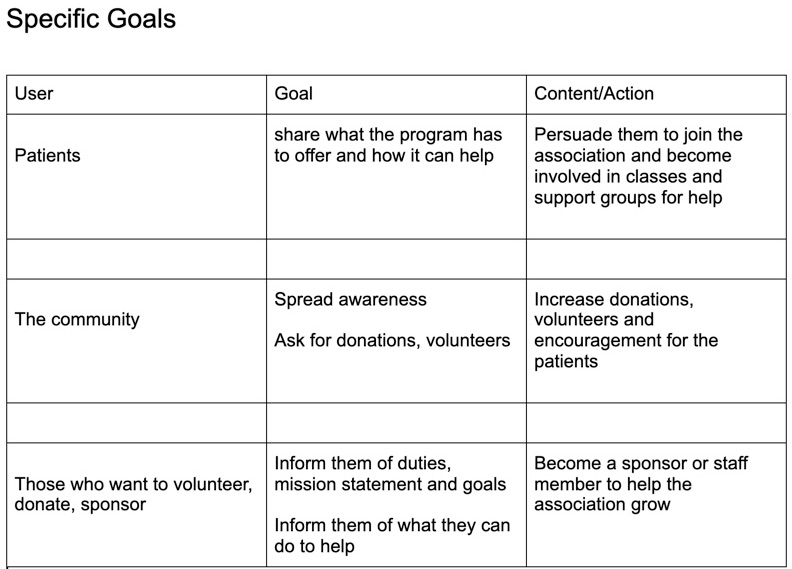 Specific Goals
User
Goal
Content/Action
Patients
share what the program has
to offer and how it can help
Persuade them to join the
association and become
involved in classes and
support groups for help
The community
Spread awareness
Ask for donations, volunteers
Increase donations,
volunteers and
encouragement for the
patients
Those who want to volunteer,
donate, sponsor
Inform them of duties,
mission statement and goals
Inform them of what they can
do to help
Become a sponsor or staff
member to help the
association grow